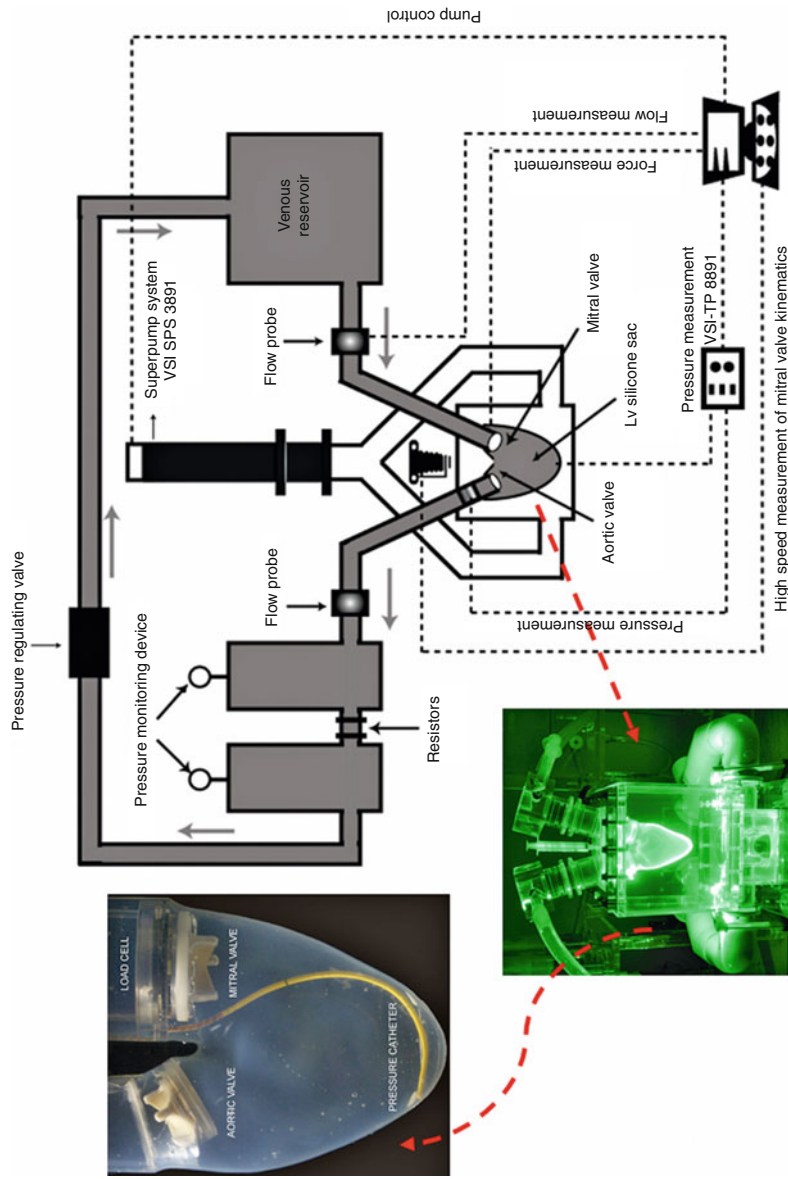 Pump control
Flow measurement
Force measurement
Venous
reservoir
Superpump system
VSI SPS 3891
Flow probe
Mitral valve
Lv silicone sac
Aortic valve
Pressure measurement
VSI-TP 8891
High speed measurement of mitral valve kinematics
Pressure measurement
Pressure regulating valve
Pressure monitoring device
Flow probe
Resistors
LOAD CELL
MITRAL VALVE
AORTIC VALVE
PRESSURE CATHETER